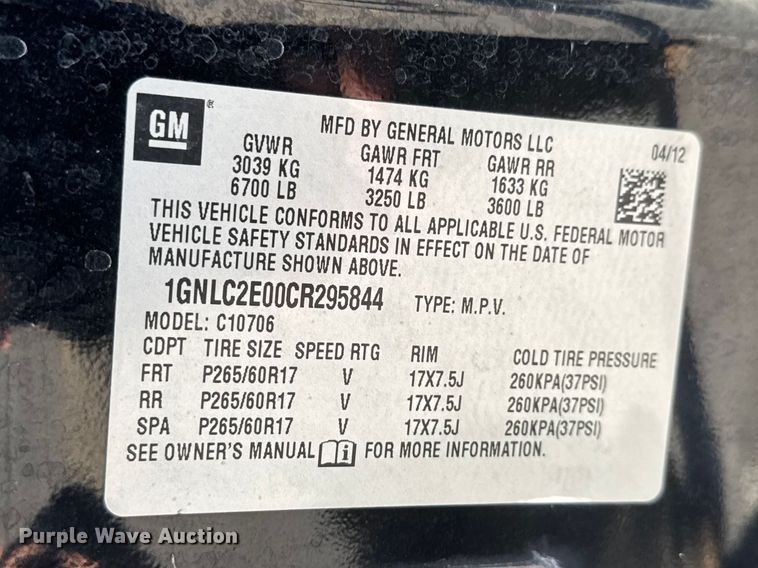 GM ®
MFD BY GENERAL MOTORS LLC 04/12
GVWR GAWR FRT GAWR RR
3039 KG 1474 KG 1633 KG
6700 LB 3250 LB 3600 LB
THIS VEHICLE CONFORMS TO ALL APPLICABLE U.S. FEDERAL MOTOR
VEHICLE SAFETY STANDARDS IN EFFECT ON THE DATE OF
MANUFACTURE SHOWN ABOVE.
1GNLC2E00CR295844 TYPE: M.P.V.
MODEL: C10706
CDPT TIRE SIZE SPEED RTG RIM COLD TIRE PRESSURE
FRT P265/60R17 V 17X7.5J 260KPA(37PSI)
RR P265/60R17 V 17X7.5J 260KPA(37PSI)
SPA P265/60R17 V 17X7.5J 260KPA(37PSI)
SEE OWNER'S MANUAL i FOR MORE INFORMATION.
Purple Wave Auction